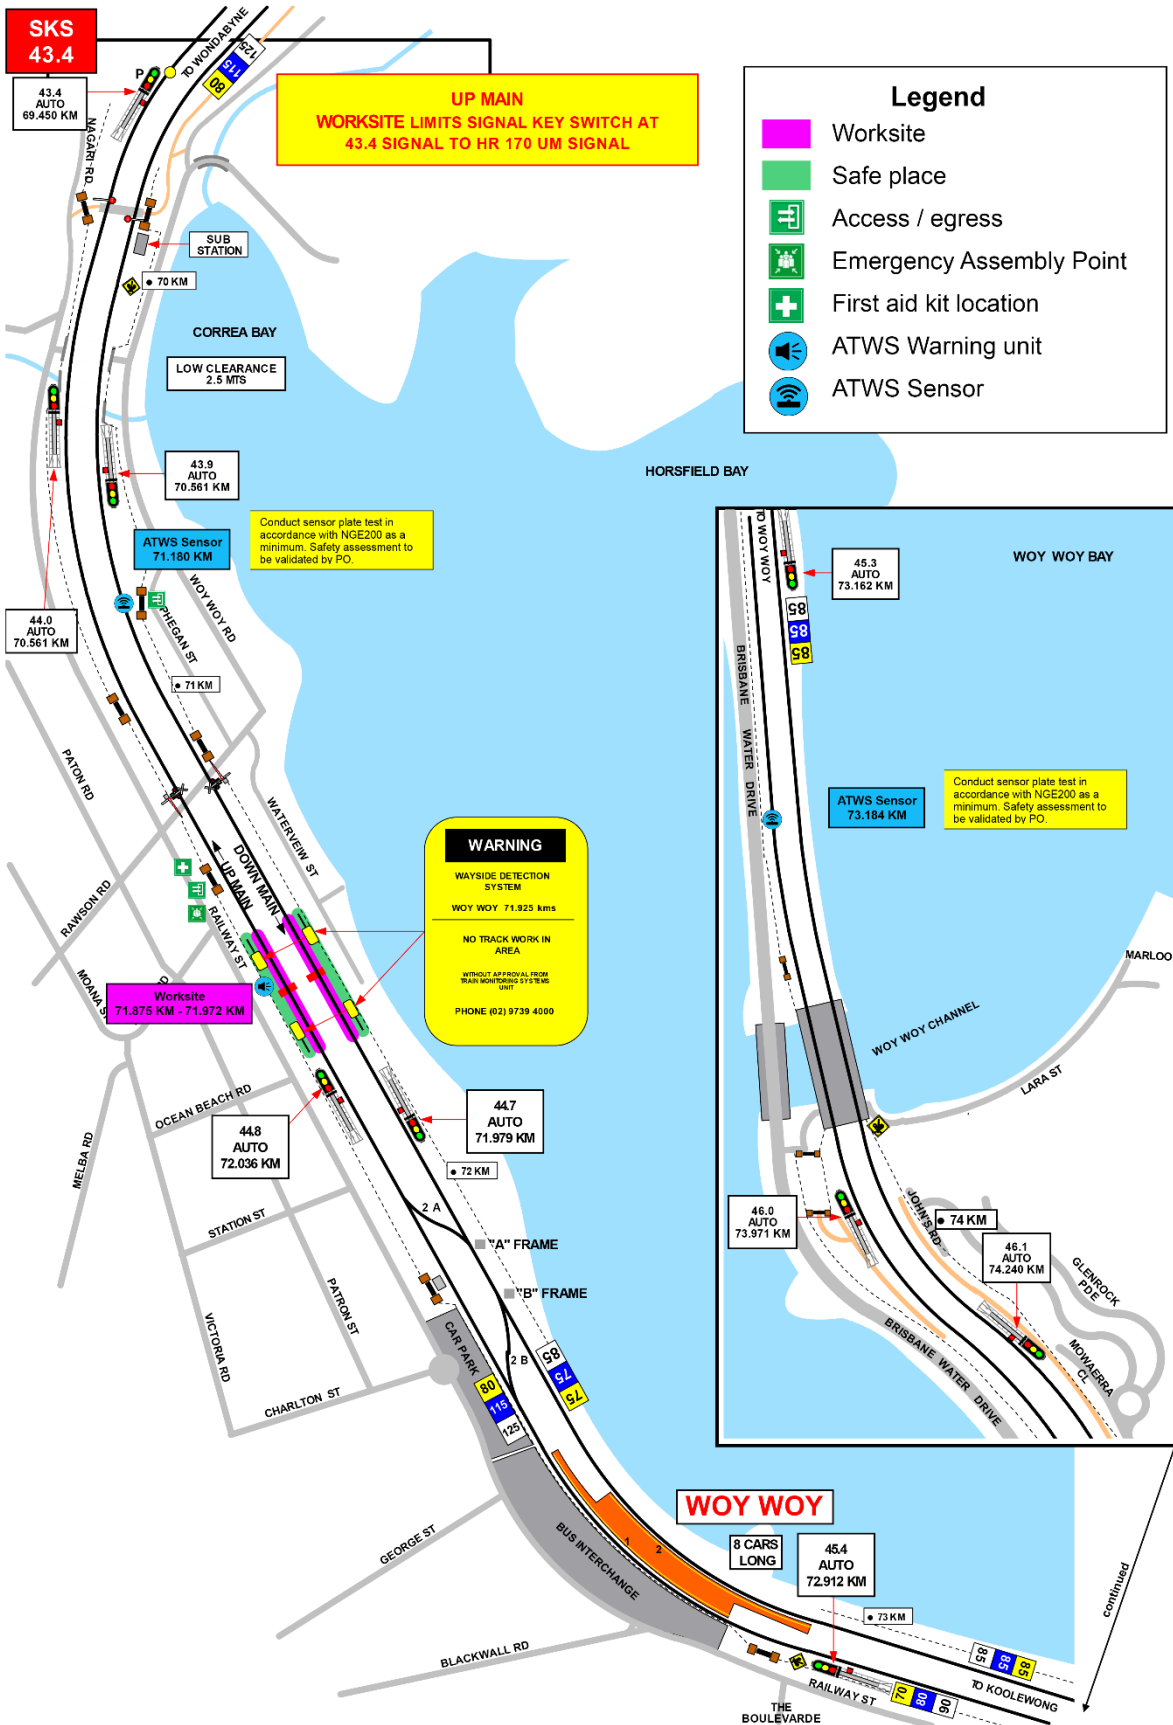 SKS
43.4
43.4
AUTO
69.450 KM
P
TO WONDABYNE
125
115
80
UP MAIN
WORKSITE LIMITS SIGNAL KEY SWITCH AT
43.4 SIGNAL TO HR 170 UM SIGNAL
Legend
Worksite
Safe place
Access / egress
Emergency Assembly Point
First aid kit location
ATWS Warning unit
ATWS Sensor
NAGARI RD
SUB
STATION
70 KM
CORREA BAY
LOW CLEARANCE
2.5 MTS
43.9
AUTO
70.561 KM
HORSFIELD BAY
ATWS Sensor
71.180 KM
Conduct sensor plate test in
accordance with NGE200 as a
minimum. Safety assessment to
be validated by PO.
44.0
AUTO
70.561 KM
WOY WOY RD
PHEGAN ST
71 KM
PATON RD
WATERVEIW ST
RAWSON RD
UP MAIN
DOWN MAIN
RAILWAY ST
MOANA S
RD
WARNING
WAYSIDE DETECTION
SYSTEM
WOY WOY 71.925 kms
NO TRACK WORK IN
AREA
WITHOUT APPROVAL FROM
TRAIN MONITORING SYSTEMS
UNIT
PHONE (02) 9739 4000
Worksite
71.875 KM - 71.972 KM
OCEAN BEACH RD
44.8
AUTO
72.036 KM
44.7
AUTO
71.979 KM
72 KM
MELBA RD
STATION ST
2 A
"A" FRAME
"B" FRAME
2 B
VICTORIA RD
PATRON ST
CAR PARK
CHARLTON ST
85
75
75
80
115
125
GEORGE ST
BUS INTERCHANGE
1
2
WOY WOY
8 CARS
LONG
45.4
AUTO
72.912 KM
73 KM
BLACKWALL RD
RAILWAY ST
THE
BOULEVARDE
70
80
90
85
85
85
TO KOOLEWONG
continued
TO WOY WOY
45.3
AUTO
73.162 KM
WOY WOY BAY
85
85
85
BRISBANE WATER DRIVE
ATWS Sensor
73.184 KM
Conduct sensor plate test in
accordance with NGE200 as a
minimum. Safety assessment to
be validated by PO.
MARLOO
WOY WOY CHANNEL
LARA ST
46.0
AUTO
73.971 KM
JOHN'S RD
74 KM
46.1
AUTO
74.240 KM
GLENROCK
PDE
MOWAERRA
CL
BRISBANE WATER DRIVE